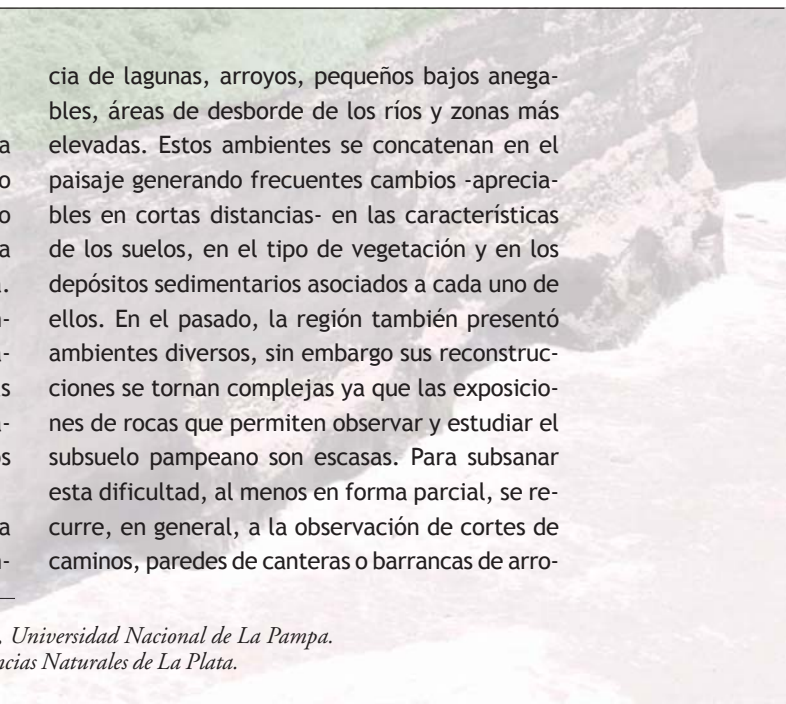 a
o
o
a
.
n-
a-
s
a-
s
a
n-
cia de lagunas, arroyos, pequeños bajos anega-
bles, áreas de desborde de los ríos y zonas más
elevadas. Estos ambientes se concatenan en el
paisaje generando frecuentes cambios -aprecia-
bles en cortas distancias- en las características
de los suelos, en el tipo de vegetación y en los
depósitos sedimentarios asociados a cada uno de
ellos. En el pasado, la región también presentó
ambientes diversos, sin embargo sus reconstruc-
ciones se tornan complejas ya que las exposicio-
nes de rocas que permiten observar y estudiar el
subsuelo pampeano son escasas. Para subsanar
esta dificultad, al menos en forma parcial, se re-
curre, en general, a la observación de cortes de
caminos, paredes de canteras o barrancas de arro-
, Universidad Nacional de La Pampa.
ncias Naturales de La Plata.